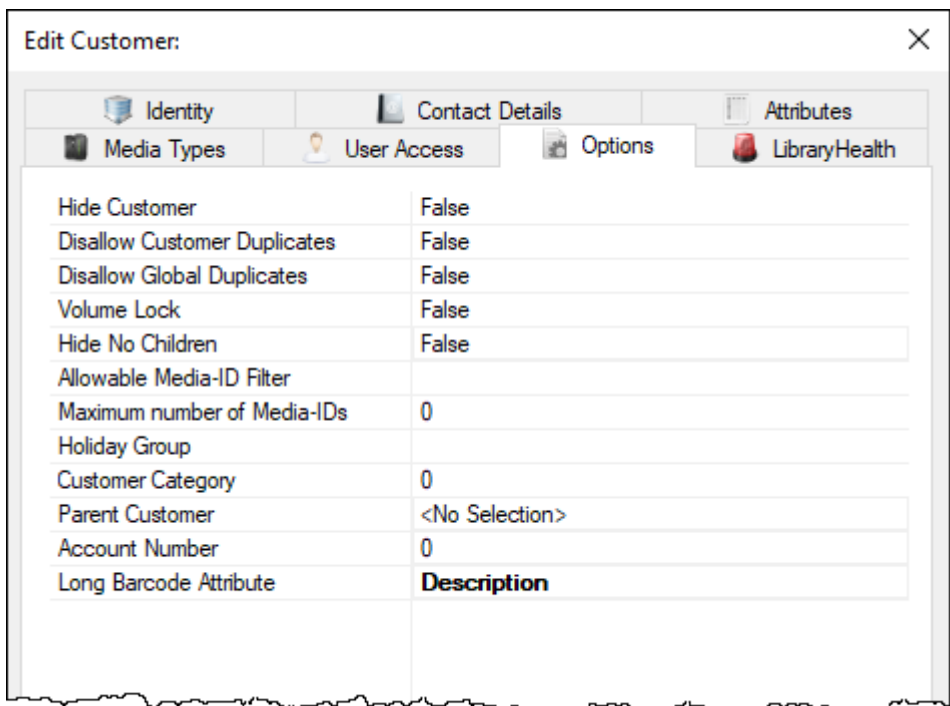 Edit Customer:
Identity Contact Details Attributes
Media Types User Access Options LibraryHealth
Hide Customer False
Disallow Customer Duplicates False
Disallow Global Duplicates False
Volume Lock False
Hide No Children False
Allowable Media-ID Filter
Maximum number of Media-IDs 0
Holiday Group
Customer Category 0
Parent Customer <No Selection>
Account Number 0
Long Barcode Attribute Description